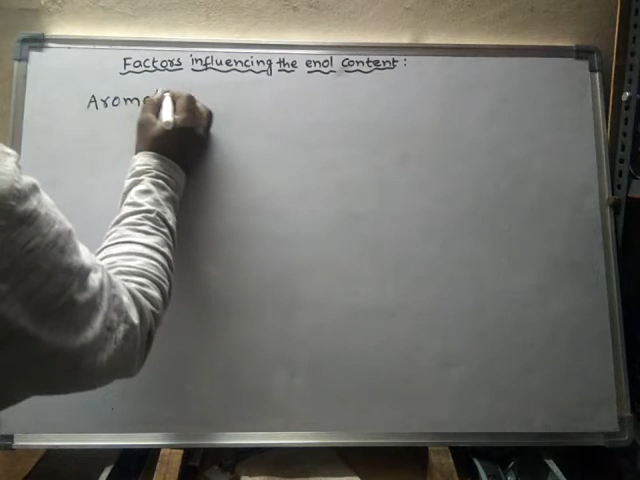 Factors influencing the enol content :
Aroma